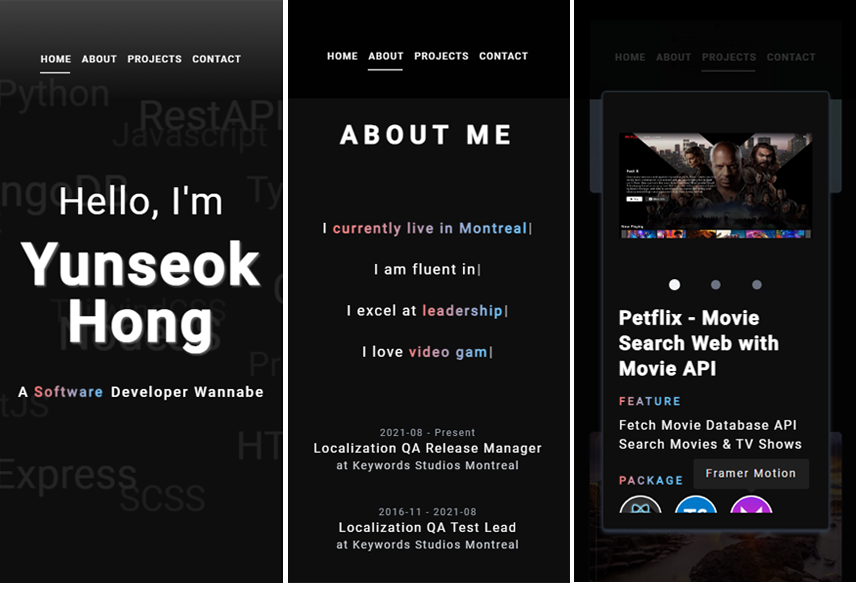 HOME ABOUT PROJECTS CONTACT
Python
RestAPI
Javascript
ngoDB
Ty
Hello, I'm
Yunseok
Hong
TailwindCSS
NodeJS
Pr
A Software Developer Wannabe
tJS
HT
Express
SCSS
HOME ABOUT PROJECTS CONTACT
ABOUT ME
I currently live in Montreal|
I am fluent in|
I excel at leadership|
I love video gam|
2021-08 - Present
Localization QA Release Manager
at Keywords Studios Montreal
2016-11 - 2021-08
Localization QA Test Lead
at Keywords Studios Montreal
HOME ABOUT PROJECTS CONTACT
Petflix - Movie
Search Web with
Movie API
FEATURE
Fetch Movie Database API
Search Movies & TV Shows
PACKAGE
Framer Motion
TS